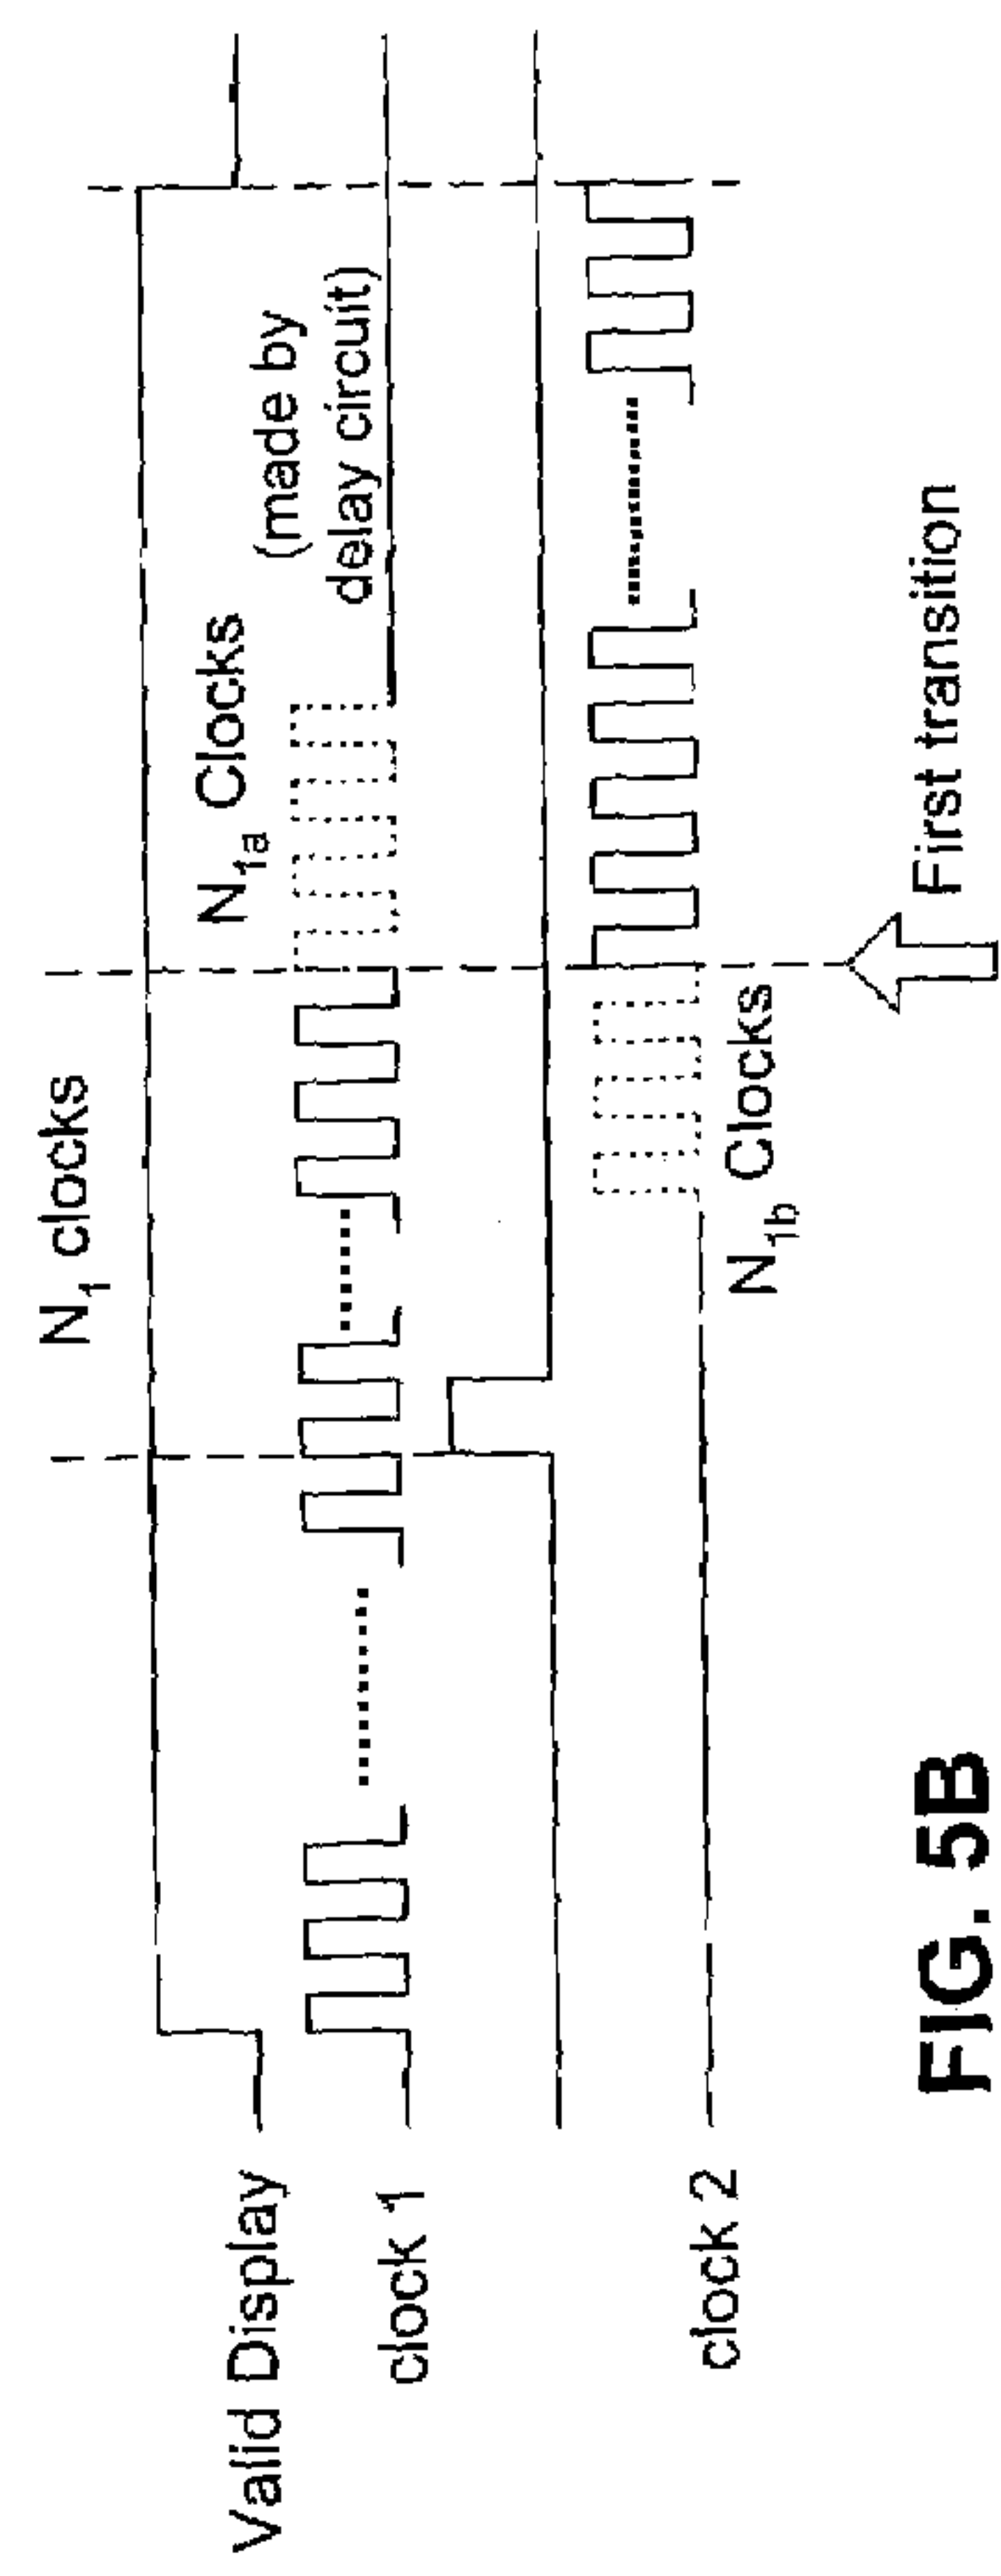 N1 clocks
N1a Clocks
(made by
delay circuit)
Valid Display
clock 1
clock 2
N1b Clocks
First transition
FIG. 5B